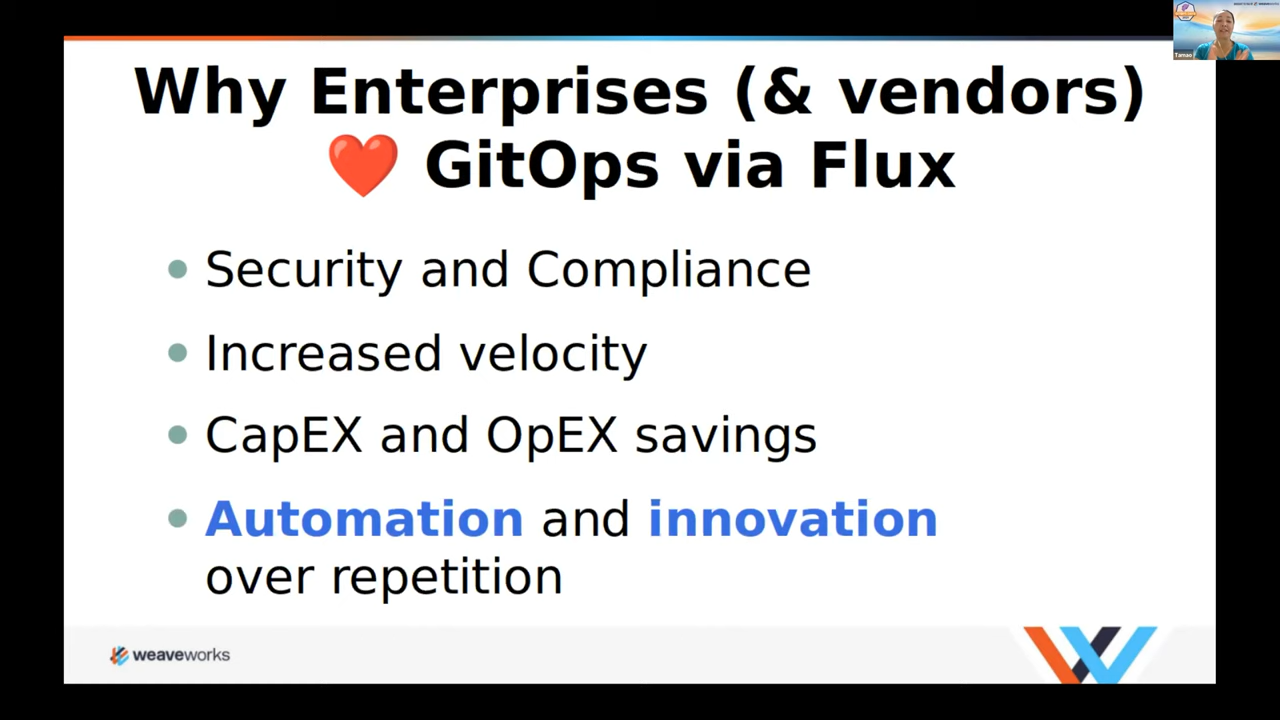 Why Enterprises (& vendors)
❤️ GitOps via Flux
• Security and Compliance
• Increased velocity
• CapEX and OpEX savings
• Automation and innovation
over repetition
weaveworks
Tamao